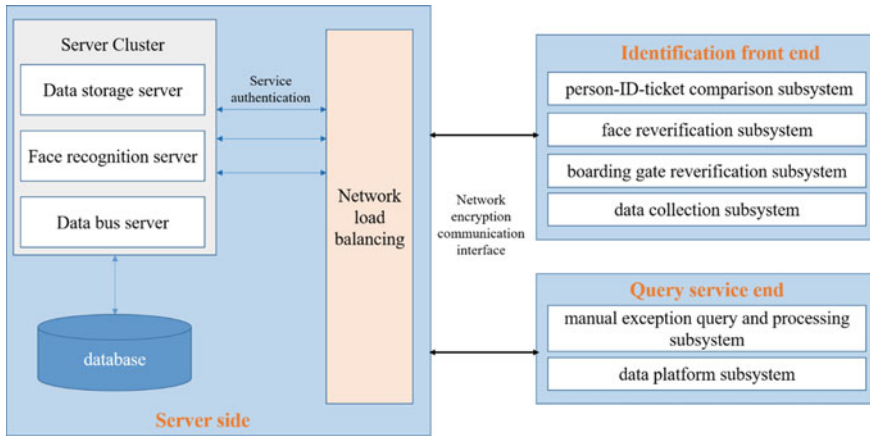 Server Cluster
Data storage server
Face recognition server
Data bus server
database
Server side
Service
authentication
Network
load
balancing
Network
encryption
communication
interface
Identification front end
person-ID-ticket comparison subsystem
face reverification subsystem
boarding gate reverification subsystem
data collection subsystem
Query service end
manual exception query and processing
subsystem
data platform subsystem